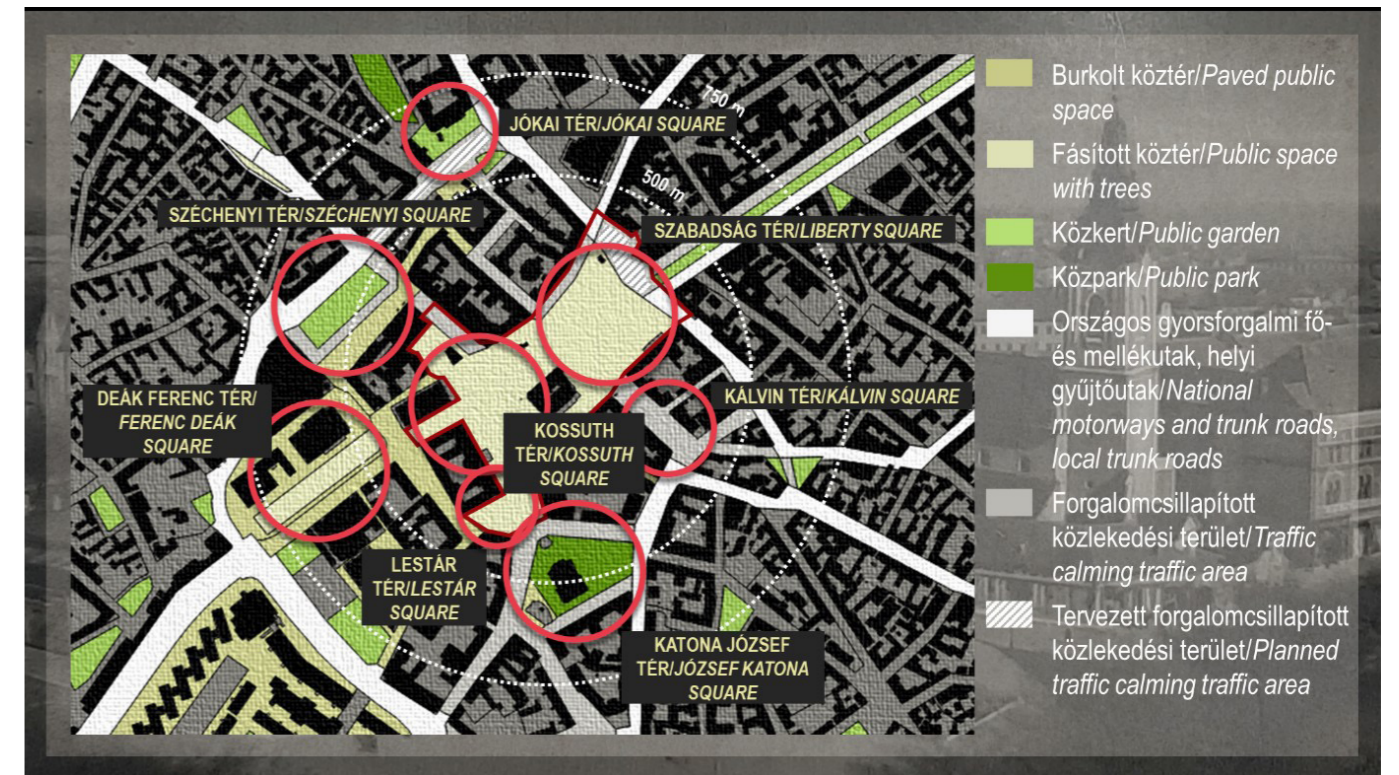 750 m
JÓKAI TÉR/JÓKAI SQUARE
500 m
SZÉCHENYI TÉR/SZÉCHENYI SQUARE
SZABADSÁG TÉR/LIBERTY SQUARE
DEÁK FERENC TÉR/
FERENC DEÁK
SQUARE
KÁLVIN TÉR/KÁLVIN SQUARE
KOSSUTH
TÉR/KOSSUTH
SQUARE
LESTÁR
TÉR/LESTÁR
SQUARE
KATONA JÓZSEF
TÉR/JÓZSEF KATONA
SQUARE
Burkolt köztér/Paved public
space
Fásított köztér/Public space
with trees
Közkert/Public garden
Közpark/Public park
Országos gyorsforgalmi fő-
és mellékutak, helyi
gyűjtőutak/National
motorways and trunk roads,
local trunk roads
Forgalomcsillapított
közlekedési terület/Traffic
calming traffic area
Tervezett forgalomcsillapított
közlekedési terület/Planned
traffic calming traffic area